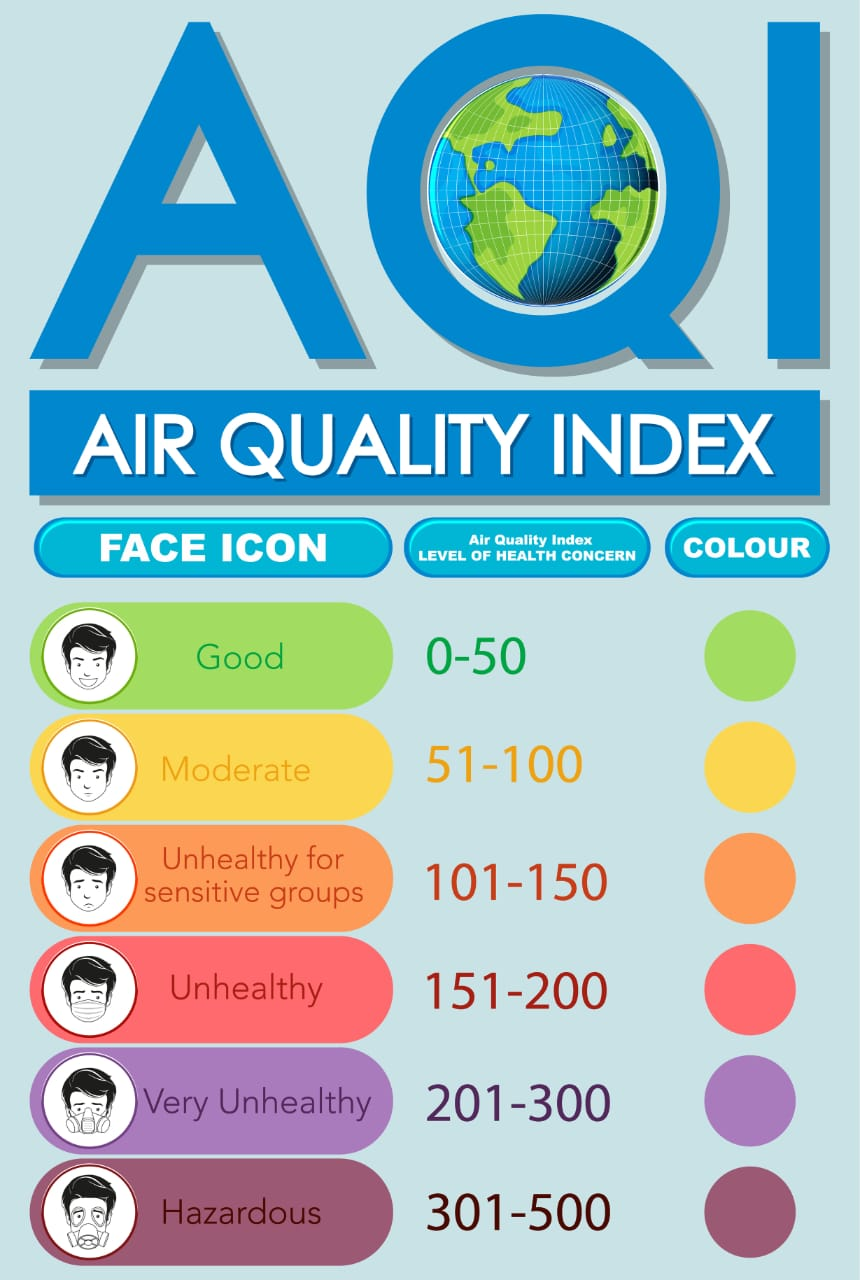 AQI
AIR QUALITY INDEX
FACE ICON
Air Quality Index
LEVEL OF HEALTH CONCERN
COLOUR
Good
0-50
Moderate
51-100
Unhealthy for
sensitive groups
101-150
Unhealthy
151-200
Very Unhealthy
201-300
Hazardous
301-500